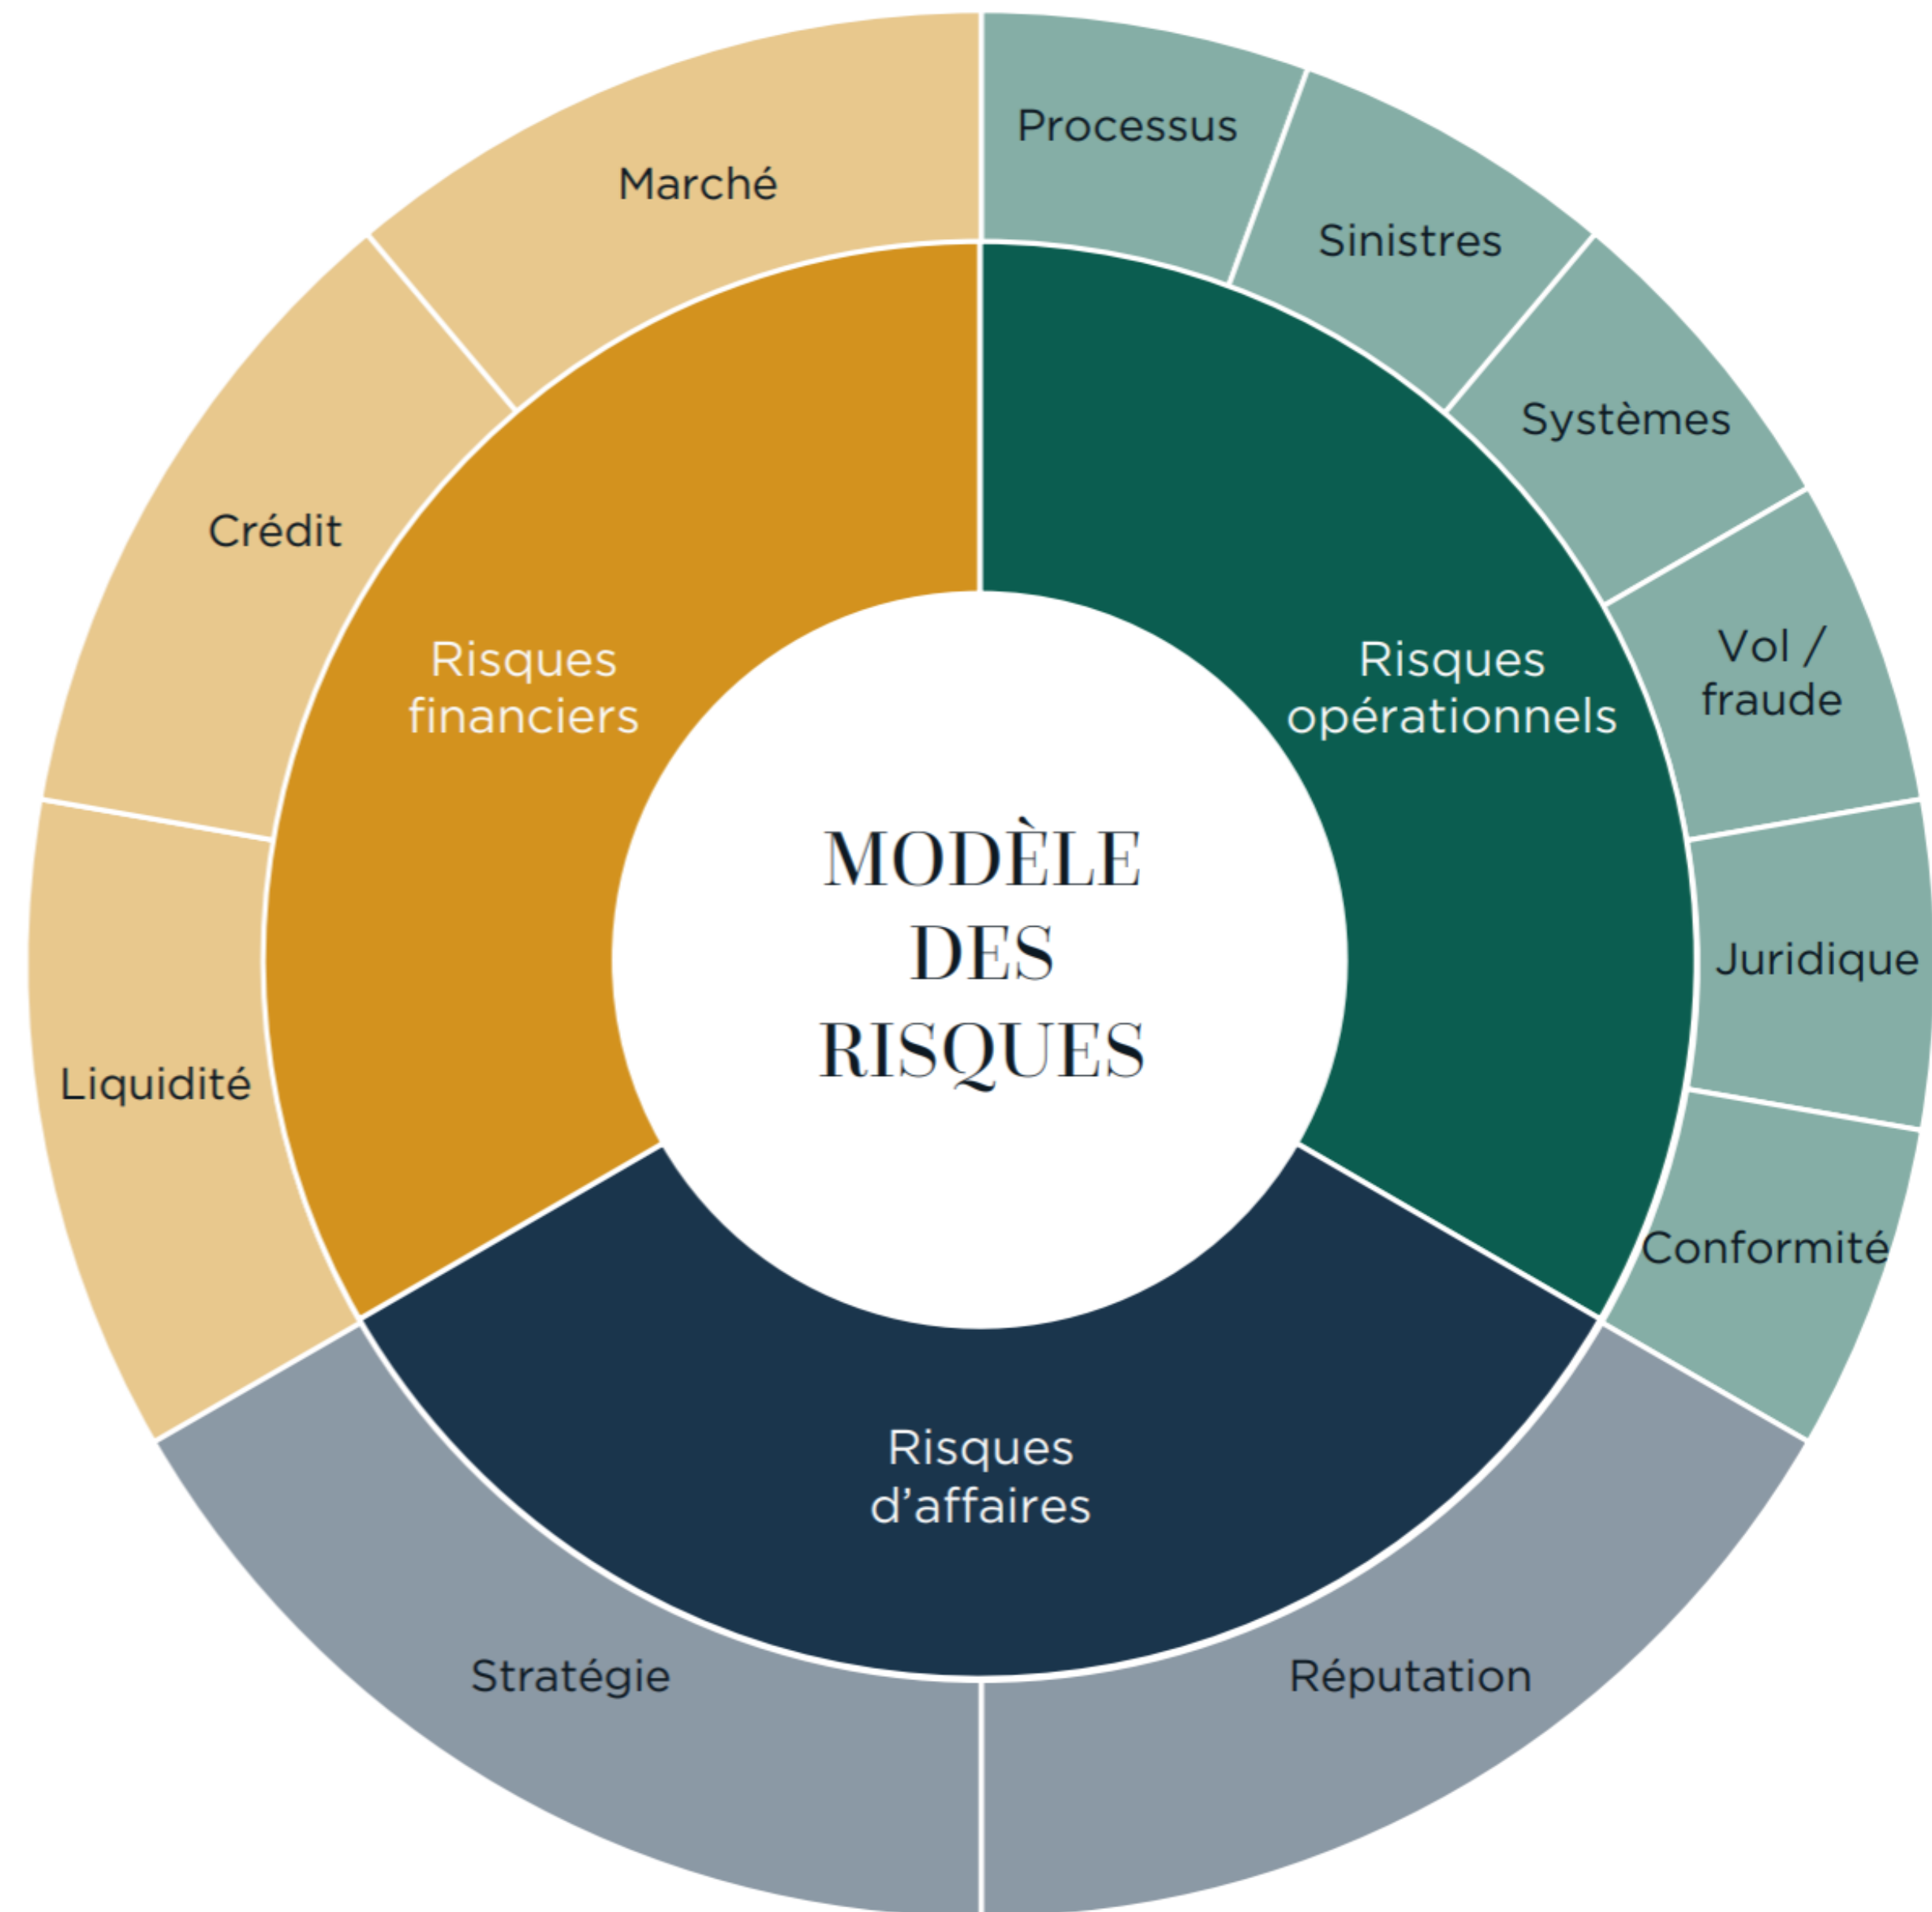 MODÈLE
DES
RISQUES
Risques
financiers
Marché
Crédit
Liquidité
Risques
opérationnels
Processus
Sinistres
Systèmes
Vol /
fraude
Juridique
Conformité
Risques
d’affaires
Stratégie
Réputation